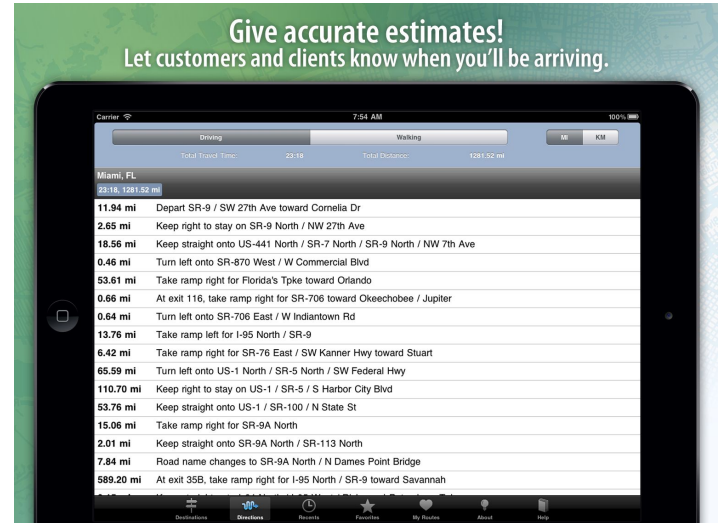 Give accurate estimates!
Let customers and clients know when you'll be arriving.
Carrier 7:54 AM 100%
Driving Walking MI KM
Total Travel Time: 23:18 Total Distance: 1281.52 mi
Miami, FL
23:18, 1281.52 mi
11.94 mi Depart SR-9 / SW 27th Ave toward Cornelia Dr
2.65 mi Keep right to stay on SR-9 North / NW 27th Ave
18.56 mi Keep straight onto US-441 North / SR-7 North / SR-9 North / NW 7th Ave
0.46 mi Turn left onto SR-870 West / W Commercial Blvd
53.61 mi Take ramp right for Florida's Tpke toward Orlando
0.66 mi At exit 116, take ramp right for SR-706 toward Okeechobee / Jupiter
0.64 mi Turn left onto SR-706 East / W Indiantown Rd
13.76 mi Take ramp left for I-95 North / SR-9
6.42 mi Take ramp right for SR-76 East / SW Kanner Hwy toward Stuart
65.59 mi Turn left onto US-1 North / SR-5 North / SW Federal Hwy
110.70 mi Keep right to stay on US-1 / SR-5 / S Harbor City Blvd
53.76 mi Keep straight onto US-1 / SR-100 / N State St
15.06 mi Take ramp right for SR-9A North
2.01 mi Keep straight onto SR-9A North / SR-113 North
7.84 mi Road name changes to SR-9A North / N Dames Point Bridge
589.20 mi At exit 35B, take ramp right for I-95 North / SR-9 toward Savannah
Destinations Directions Recents Favorites My Routes About Help